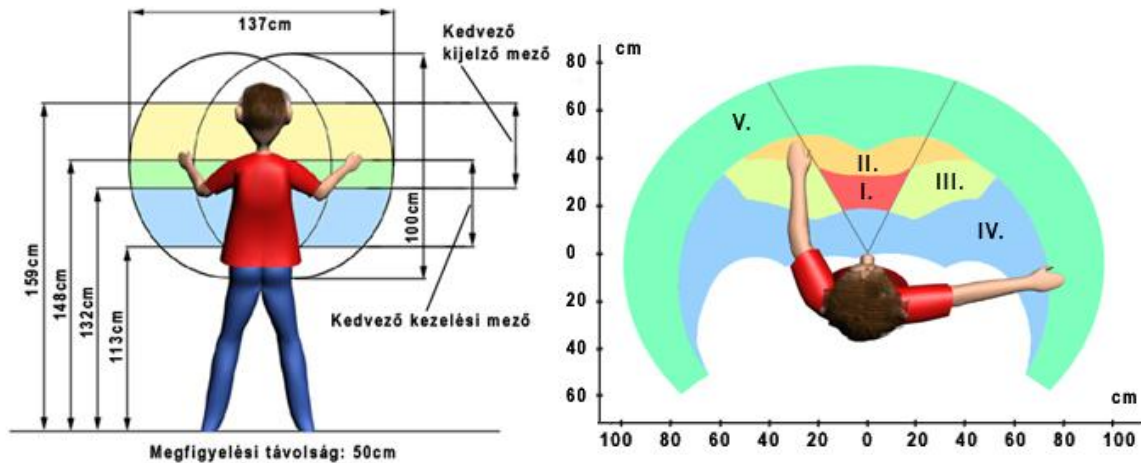 137cm
Kedvező
kijelző mező
159cm
148cm
132cm
113cm
100cm
Kedvező kezelési mező
Megfigyelési távolság: 50cm
cm
80
60
40
20
0
20
40
60
V.
II.
I.
III.
IV.
cm
100 80 60 40 20 0 20 40 60 80 100